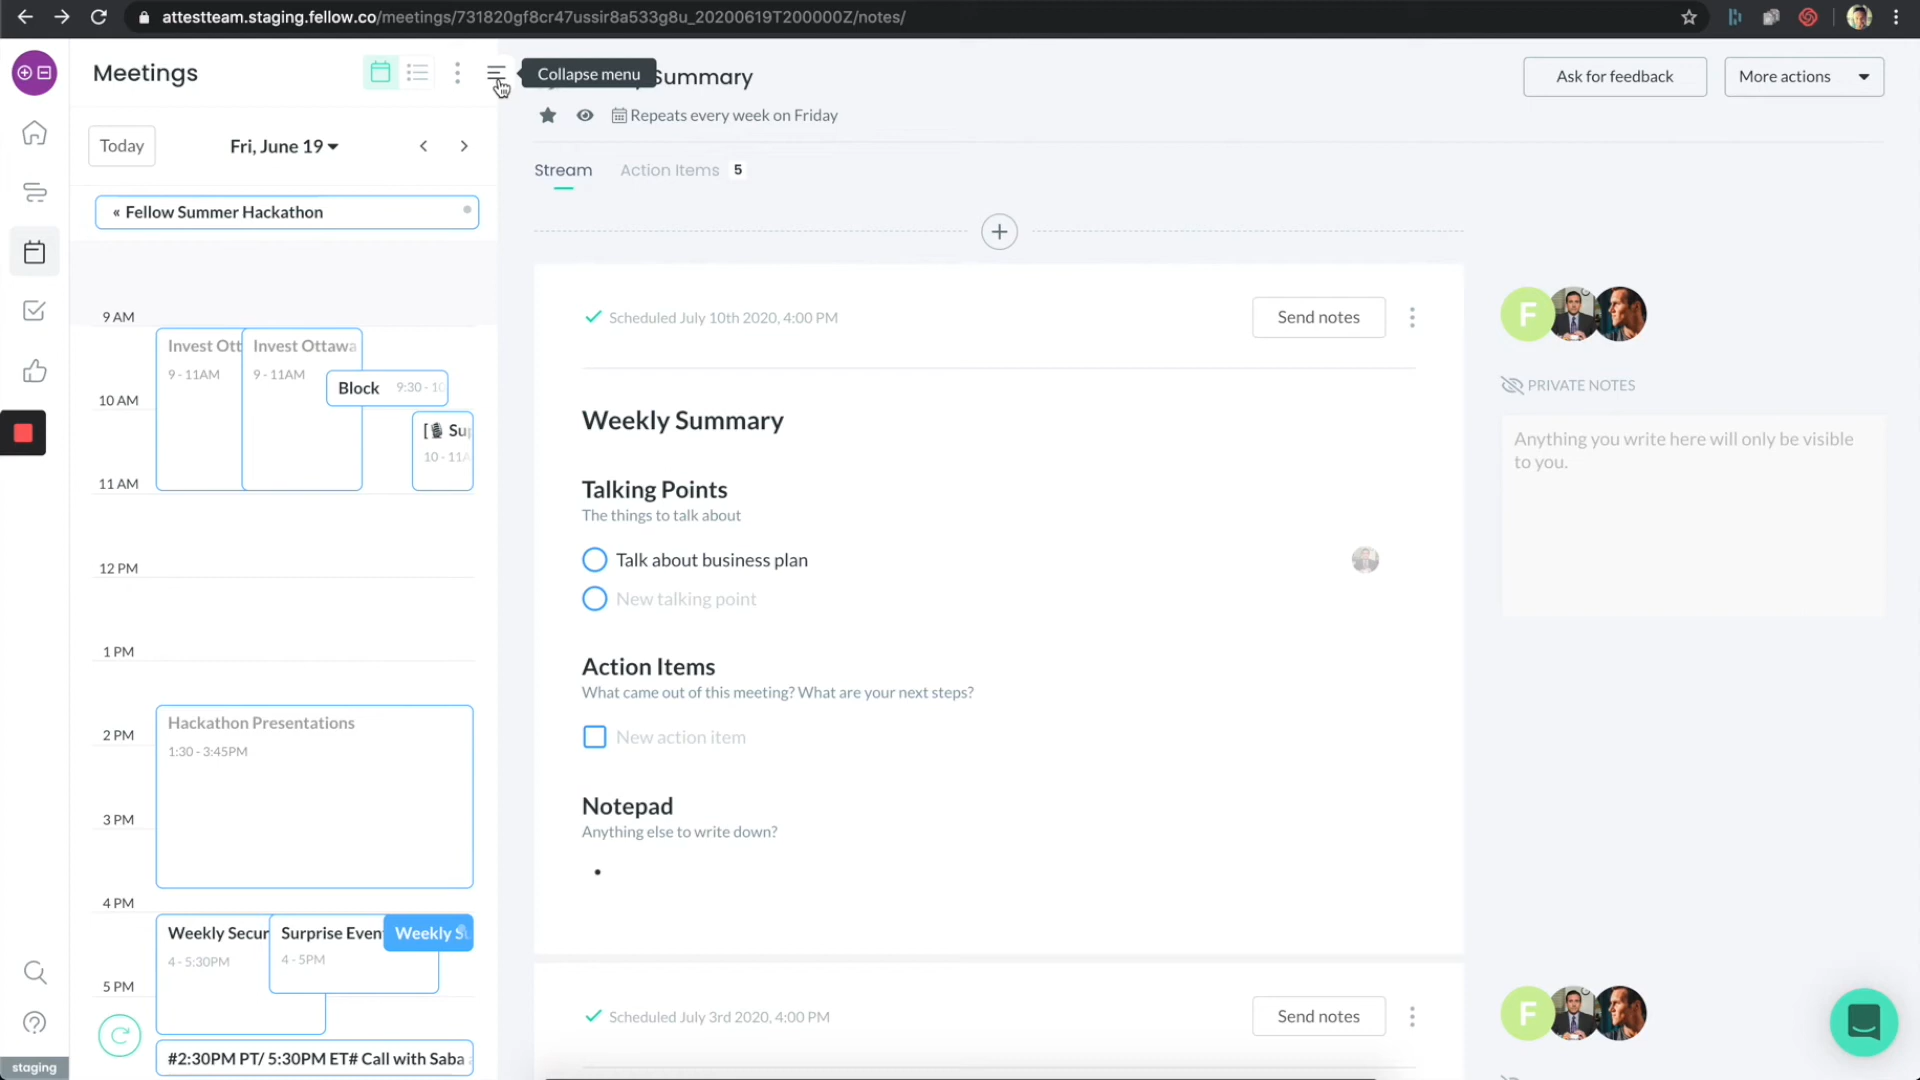 attestteam.staging.fellow.co/meetings/731820gf8cr47ussir8a533g8u_20200619T200000Z/notes/
Meetings
Collapse menu
Summary
Ask for feedback
More actions
Repeats every week on Friday
Today
Fri, June 19
Stream
Action Items 5
« Fellow Summer Hackathon
9 AM
10 AM
11 AM
12 PM
1 PM
2 PM
3 PM
4 PM
5 PM
Invest Ott
9 - 11AM
Invest Ottawa
9 - 11AM
Block 9:30 - 10
[🎙 Sup
10 - 11A
Hackathon Presentations
1:30 - 3:45PM
Weekly Secur
4 - 5:30PM
Surprise Even
4 - 5PM
Weekly S
#2:30PM PT/ 5:30PM ET# Call with Saba
staging
Scheduled July 10th 2020, 4:00 PM
Send notes
Weekly Summary
Talking Points
The things to talk about
Talk about business plan
New talking point
Action Items
What came out of this meeting? What are your next steps?
New action item
Notepad
Anything else to write down?
•
Scheduled July 3rd 2020, 4:00 PM
Send notes
F
PRIVATE NOTES
Anything you write here will only be visible
to you.
F